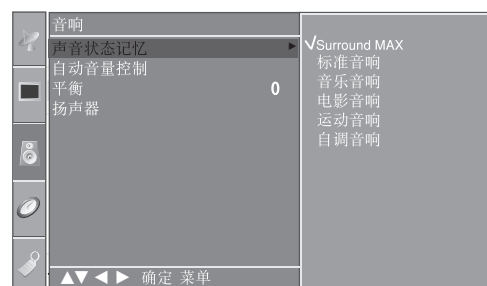 音响
声音状态记忆
自动音量控制
平衡 0
扬声器
▲▼ ◀ ▶ 确定 菜单
√Surround MAX
标准音响
音乐音响
电影音响
运动音响
自调音响